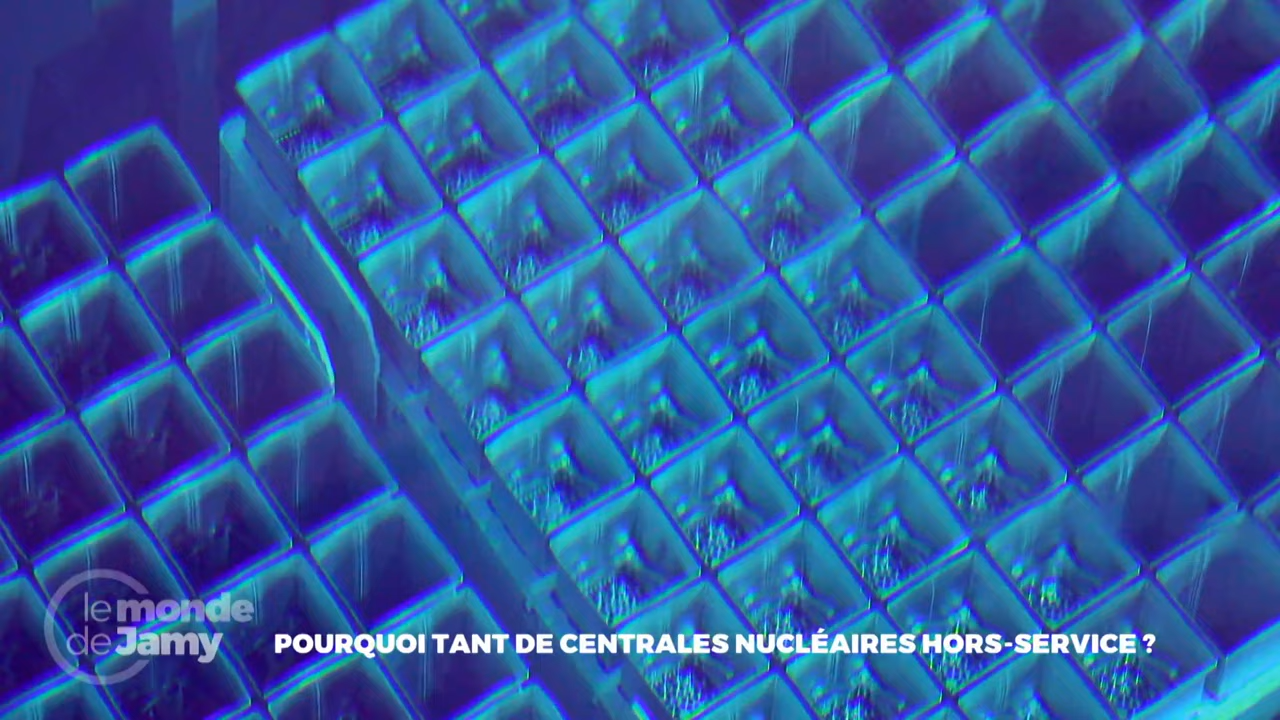 le monde
de Jamy
POURQUOI TANT DE CENTRALES NUCLÉAIRES HORS-SERVICE ?